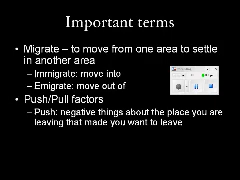 Important terms
• Migrate – to move from one area to settle
in another area
– Immigrate: move into
– Emigrate: move out of
• Push/Pull factors
– Push: negative things about the place you are
leaving that made you want to leave